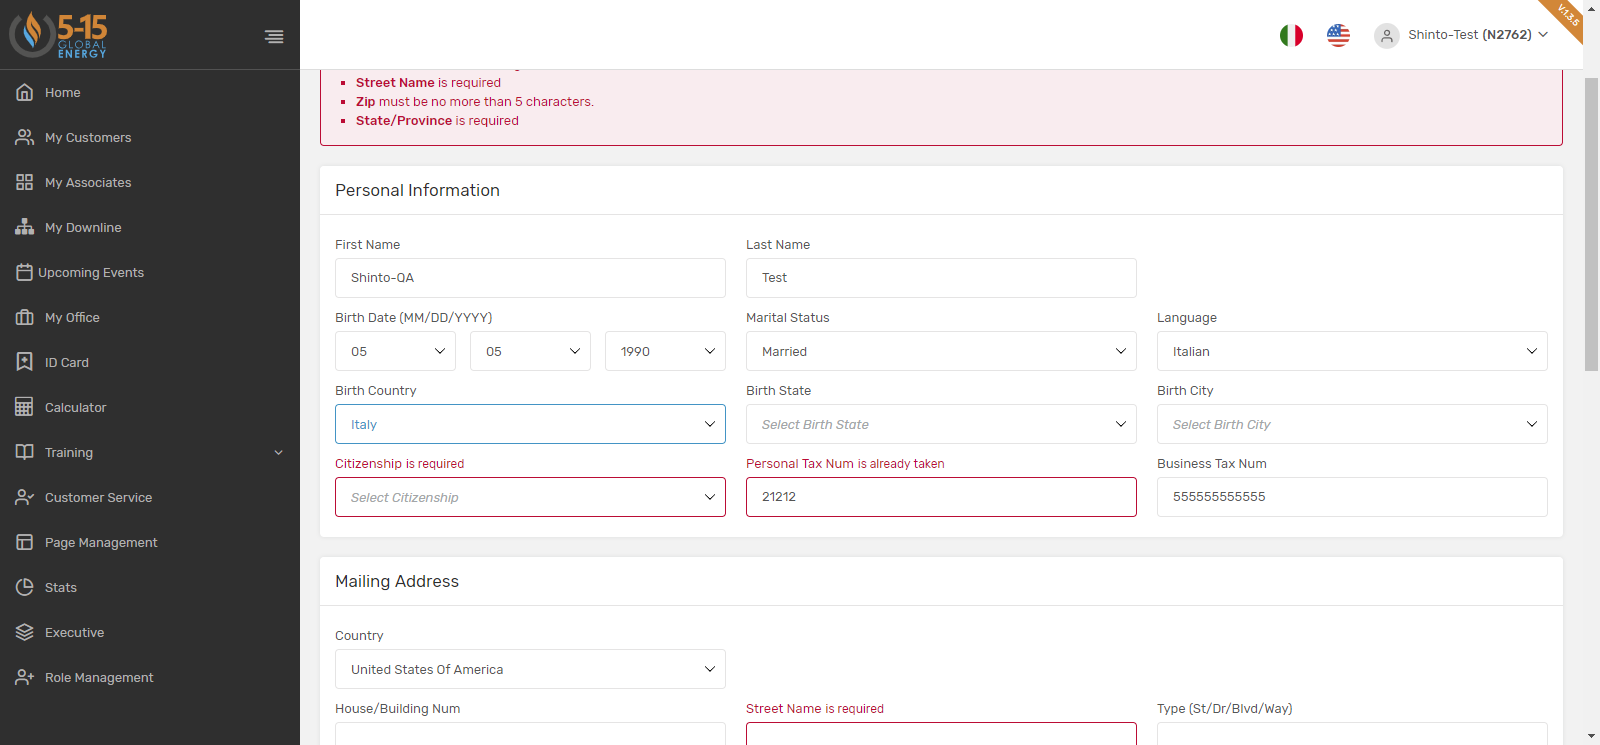 5-15
GLOBAL
ENERGY
Shinto-Test (N2762)
V.1.3.5
Home
My Customers
My Associates
My Downline
Upcoming Events
My Office
ID Card
Calculator
Training
Customer Service
Page Management
Stats
Executive
Role Management
Street Name is required
Zip must be no more than 5 characters.
State/Province is required
Personal Information
First Name
Last Name
Shinto-QA
Test
Birth Date (MM/DD/YYYY)
Marital Status
Language
05
05
1990
Married
Italian
Birth Country
Birth State
Birth City
Italy
Select Birth State
Select Birth City
Citizenship is required
Personal Tax Num is already taken
Business Tax Num
Select Citizenship
21212
555555555555
Mailing Address
Country
United States Of America
House/Building Num
Street Name is required
Type (St/Dr/Blvd/Way)